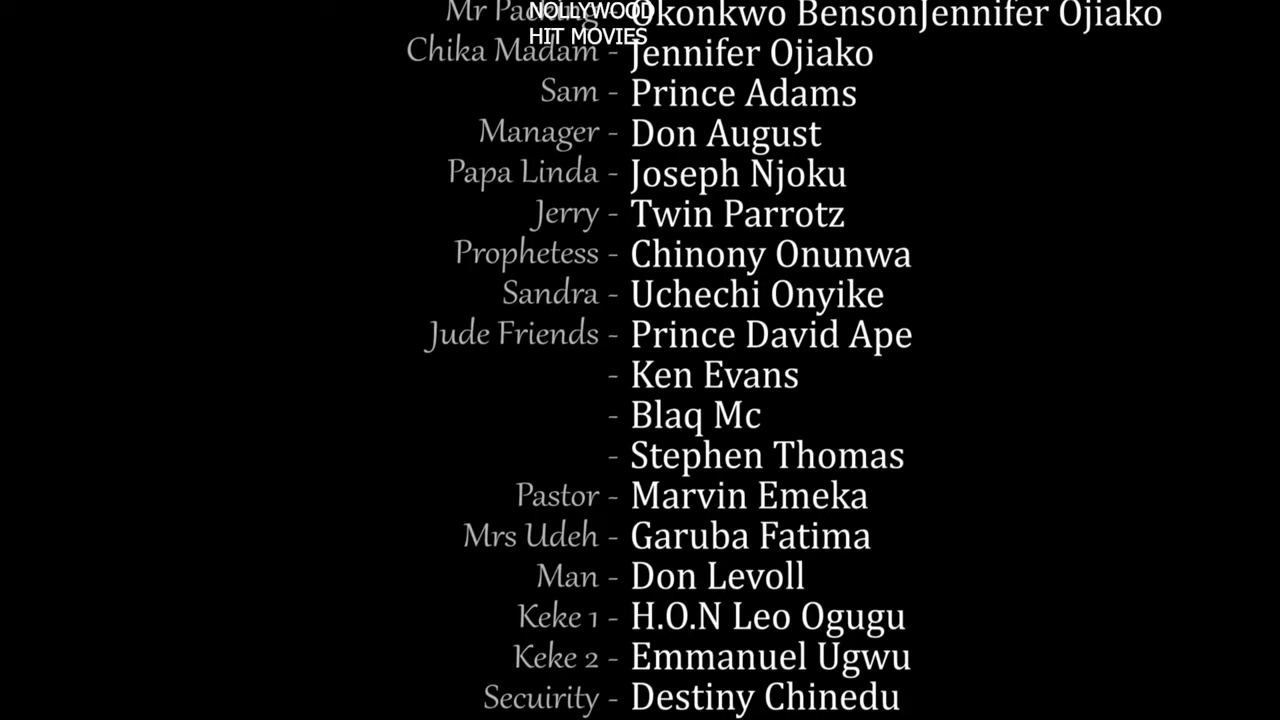 NOLLYWOOD
HIT MOVIES
Mr Packing - Okonkwo BensonJennifer Ojiako
Chika Madam - Jennifer Ojiako
Sam - Prince Adams
Manager - Don August
Papa Linda - Joseph Njoku
Jerry - Twin Parrotz
Prophetess - Chinony Onunwa
Sandra - Uchechi Onyike
Jude Friends - Prince David Ape
- Ken Evans
- Blaq Mc
- Stephen Thomas
Pastor - Marvin Emeka
Mrs Udeh - Garuba Fatima
Man - Don Levoll
Keke 1 - H.O.N Leo Ogugu
Keke 2 - Emmanuel Ugwu
Secuirity - Destiny Chinedu